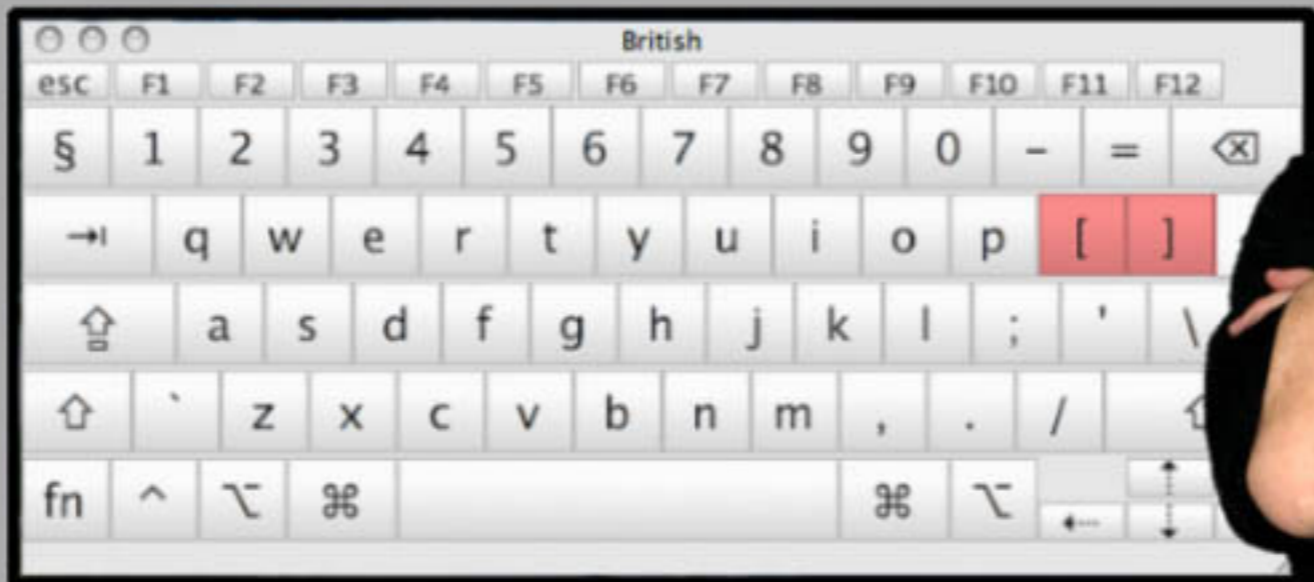 British
esc F1 F2 F3 F4 F5 F6 F7 F8 F9 F10 F11 F12
§ 1 2 3 4 5 6 7 8 9 0 - = ⌫
⇥ q w e r t y u i o p [ ]
⇪ a s d f g h j k l ; ' \
⇧ ` z x c v b n m , . / ⇧
fn ^ ⌥ ⌘ ⌘ ⌥ ⇠ ⇡ ⇣